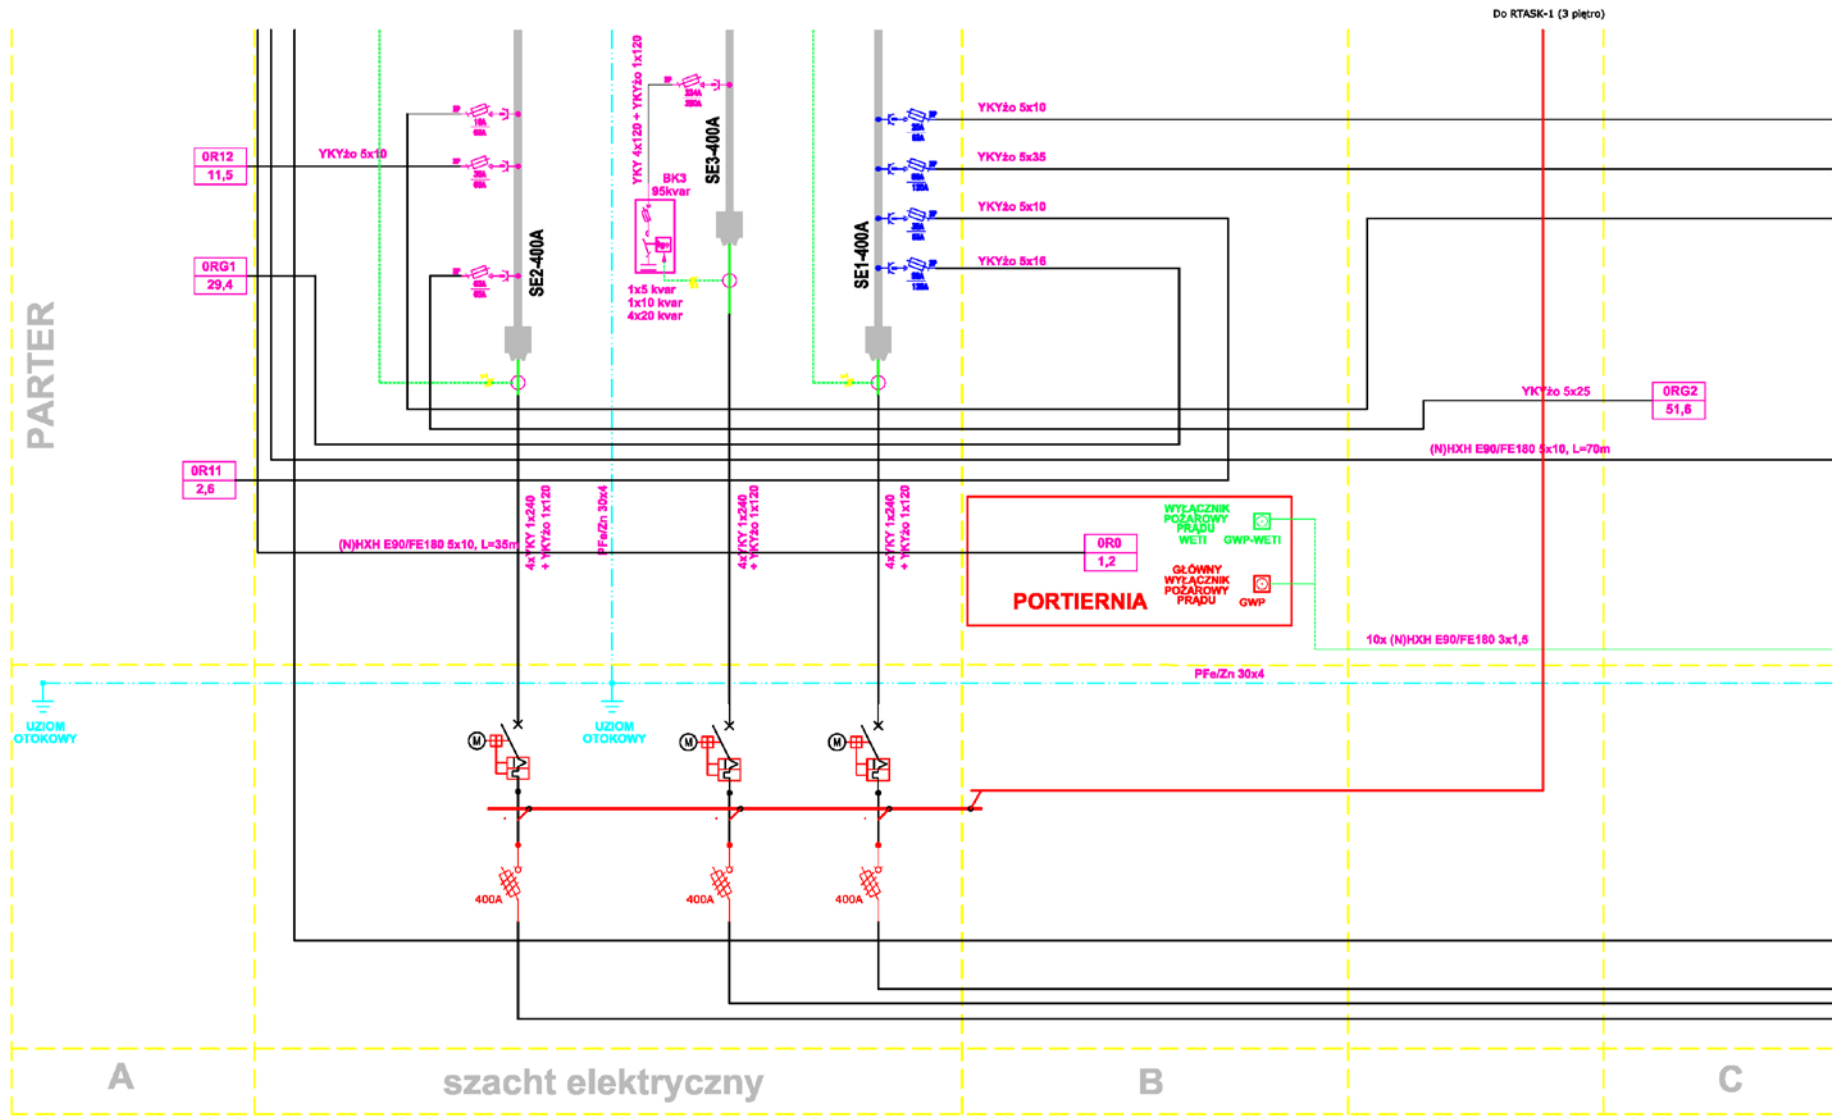 Do RTASK-1 (3 piętro)
YKY 4x120 + YKYżo 1x120
SE3-400A
YKYżo 5x10
0R12
11,5
YKYżo 5x10
YKYżo 5x35
BK3
95kvar
YKYżo 5x10
SE2-400A
SE1-400A
YKYżo 5x16
0RG1
29,4
1x5 kvar
1x10 kvar
4x20 kvar
PARTER
YKYżo 5x25
0RG2
51,6
(N)HXH E90/FE180 5x10, L=70m
0R11
2,6
4xYKY 1x240
+ YKYżo 1x120
PFe/Zn 30x4
4xYKY 1x240
+ YKYżo 1x120
4xYKY 1x240
+ YKYżo 1x120
(N)HXH E90/FE180 5x10, L=35m
0R0
1,2
WYŁĄCZNIK
POŻAROWY
PRĄDU
WETI
GWP-WETI
GŁÓWNY
WYŁĄCZNIK
POŻAROWY
PRĄDU
GWP
PORTIERNIA
10x (N)HXH E90/FE180 3x1,5
PFe/Zn 30x4
UZIOM
OTOKOWY
UZIOM
OTOKOWY
M
M
M
400A
400A
400A
A
szacht elektryczny
B
C